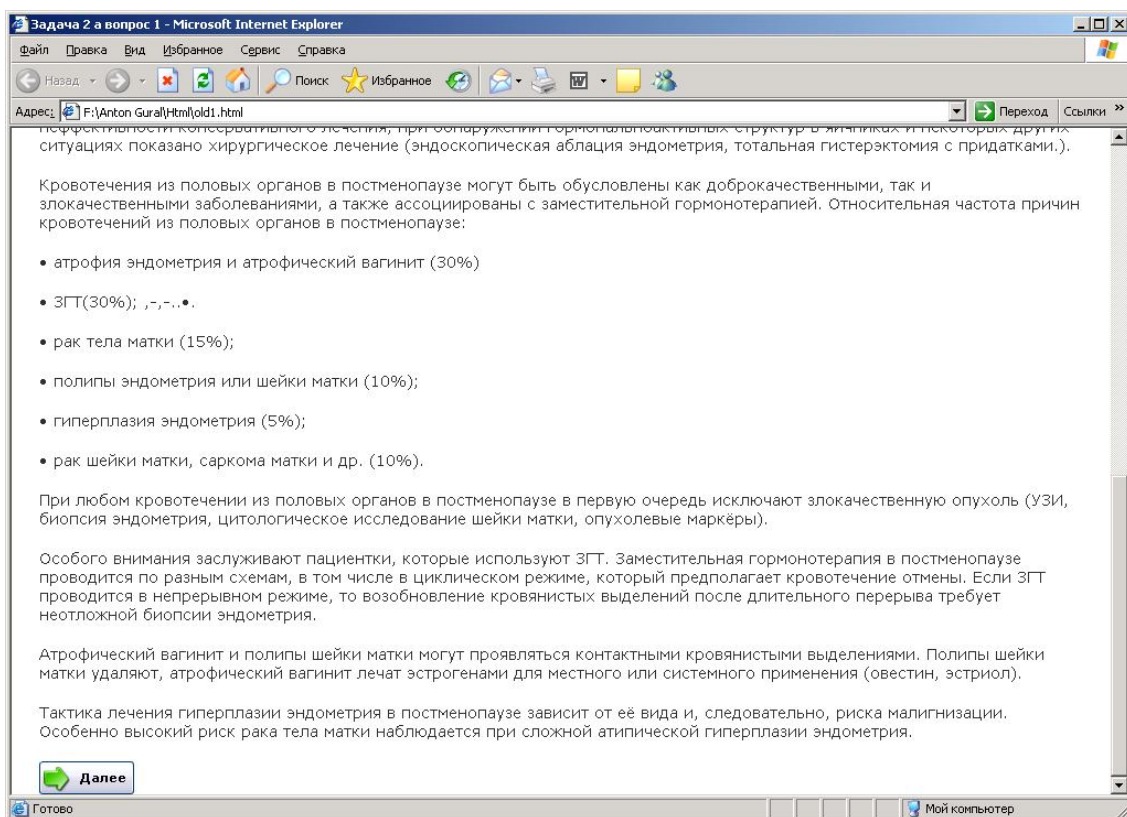 Задача 2 а вопрос 1 - Microsoft Internet Explorer
Файл Правка Вид Избранное Сервис Справка
Назад Поиск Избранное
Адрес: F:\Anton Gural\Html\old1.html Переход Ссылки »
неффективности консервативного лечения, при обнаружении гормональноактивных структур в яичниках и некоторых других
ситуациях показано хирургическое лечение (эндоскопическая аблация эндометрия, тотальная гистерэктомия с придатками.).
Кровотечения из половых органов в постменопаузе могут быть обусловлены как доброкачественными, так и
злокачественными заболеваниями, а также ассоциированы с заместительной гормонотерапией. Относительная частота причин
кровотечений из половых органов в постменопаузе:
• атрофия эндометрия и атрофический вагинит (30%)
• ЗГТ(30%); ,-,-..•.
• рак тела матки (15%);
• полипы эндометрия или шейки матки (10%);
• гиперплазия эндометрия (5%);
• рак шейки матки, саркома матки и др. (10%).
При любом кровотечении из половых органов в постменопаузе в первую очередь исключают злокачественную опухоль (УЗИ,
биопсия эндометрия, цитологическое исследование шейки матки, опухолевые маркёры).
Особого внимания заслуживают пациентки, которые используют ЗГТ. Заместительная гормонотерапия в постменопаузе
проводится по разным схемам, в том числе в циклическом режиме, который предполагает кровотечение отмены. Если ЗГТ
проводится в непрерывном режиме, то возобновление кровянистых выделений после длительного перерыва требует
неотложной биопсии эндометрия.
Атрофический вагинит и полипы шейки матки могут проявляться контактными кровянистыми выделениями. Полипы шейки
матки удаляют, атрофический вагинит лечат эстрогенами для местного или системного применения (овестин, эстриол).
Тактика лечения гиперплазии эндометрия в постменопаузе зависит от её вида и, следовательно, риска малигнизации.
Особенно высокий риск рака тела матки наблюдается при сложной атипической гиперплазии эндометрия.
Далее
Готово Мой компьютер